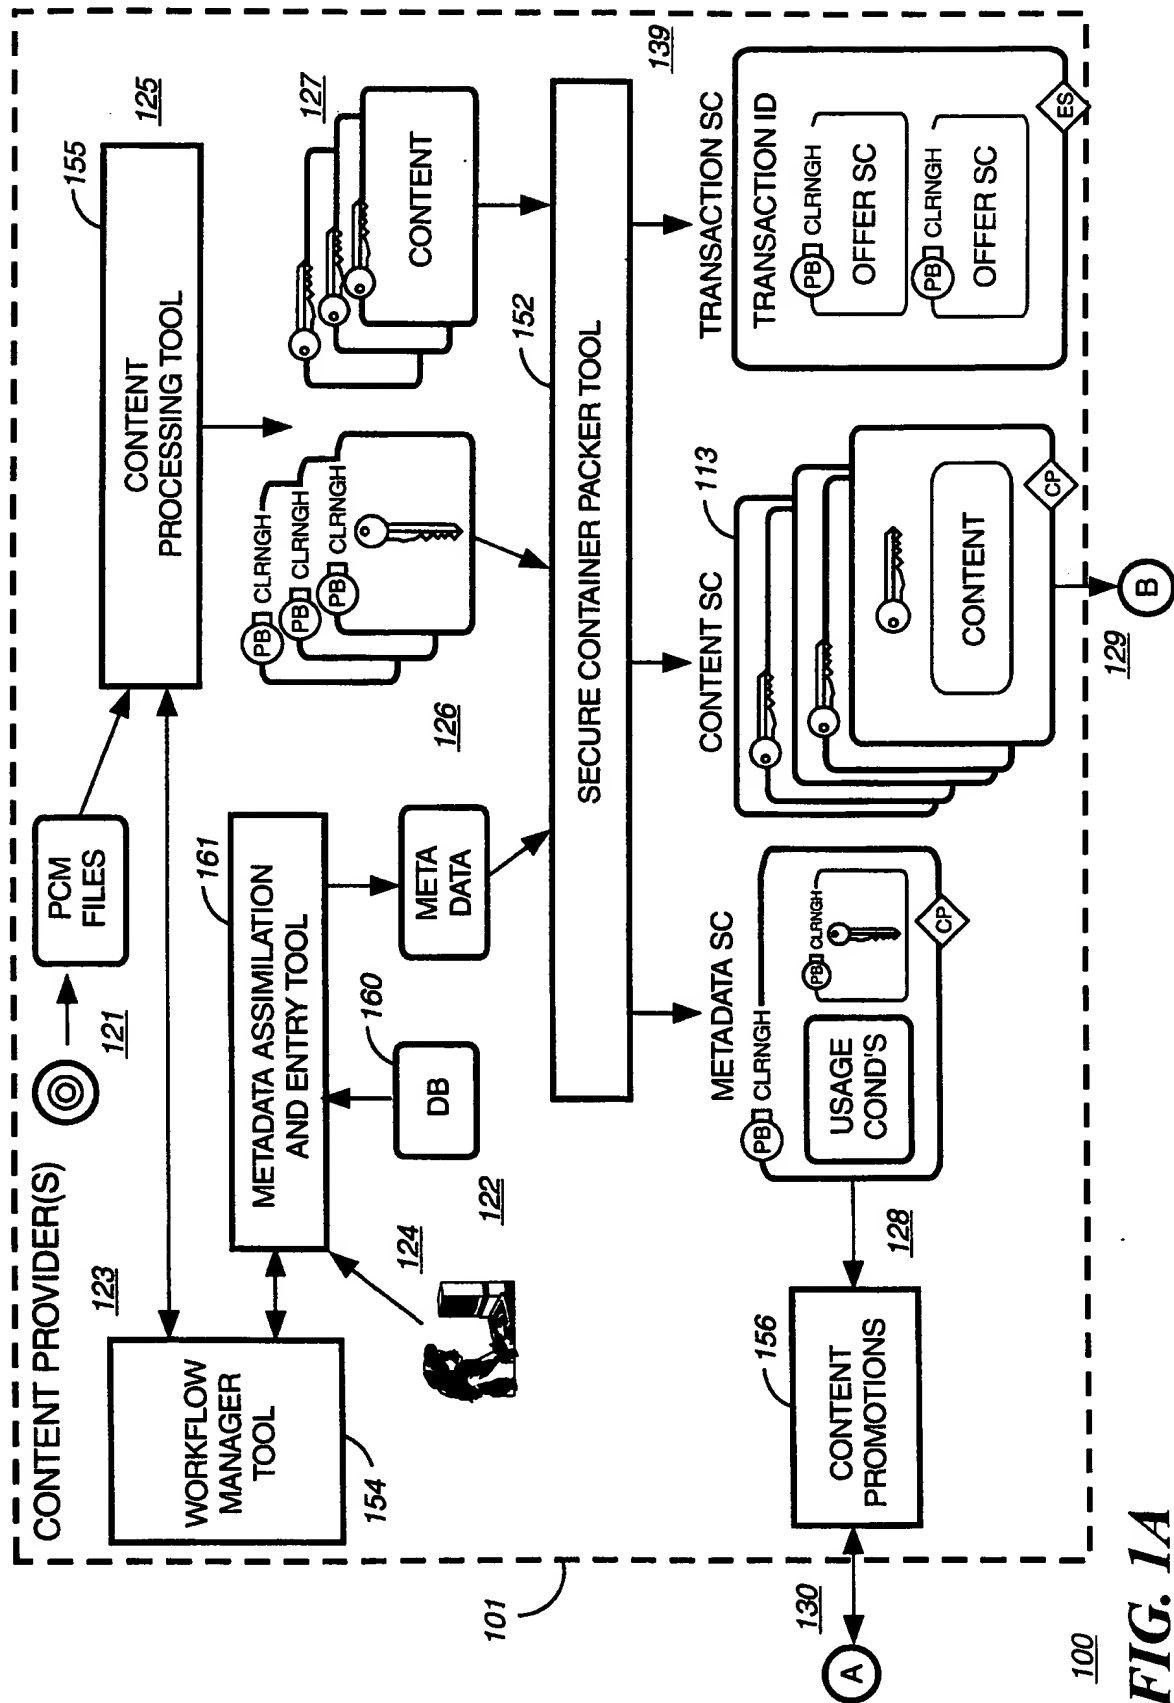 CONTENT PROVIDER(S)
123
WORKFLOW
MANAGER
TOOL
154
121
PCM
FILES
155
CONTENT
PROCESSING TOOL
125
161
METADATA ASSIMILATION
AND ENTRY TOOL
124
160
DB
122
META
DATA
126
PB CLRNGH
PB CLRNGH
PB CLRNGH
127
CONTENT
152
SECURE CONTAINER PACKER TOOL
139
METADATA SC
PB CLRNGH
USAGE
COND'S
PB CLRNGH
CP
128
156
CONTENT
PROMOTIONS
CONTENT SC
113
CONTENT
CP
TRANSACTION SC
TRANSACTION ID
PB CLRNGH
OFFER SC
PB CLRNGH
OFFER SC
ES
101
130
A
129
B
100
FIG. 1A